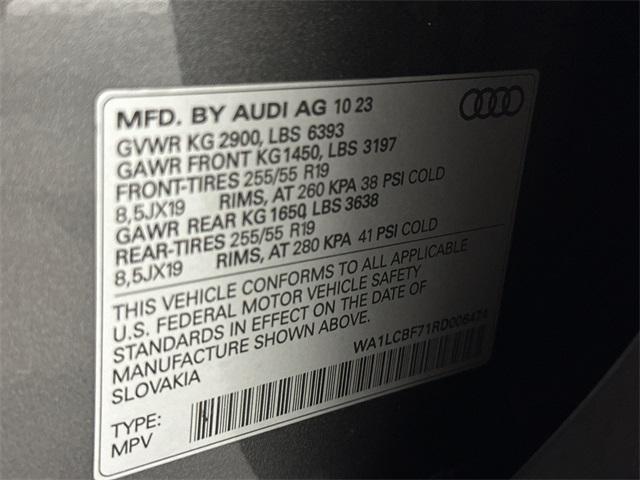 MFD. BY AUDI AG 10 23
GVWR KG 2900, LBS 6393
GAWR FRONT KG1450, LBS 3197
FRONT-TIRES 255/55 R19
8,5JX19 RIMS, AT 260 KPA 38 PSI COLD
GAWR REAR KG 1650, LBS 3638
REAR-TIRES 255/55 R19
8,5JX19 RIMS, AT 280 KPA 41 PSI COLD
THIS VEHICLE CONFORMS TO ALL APPLICABLE
U.S. FEDERAL MOTOR VEHICLE SAFETY
STANDARDS IN EFFECT ON THE DATE OF
MANUFACTURE SHOWN ABOVE.
SLOVAKIA
WA1LCBF71RD006474
TYPE:
MPV